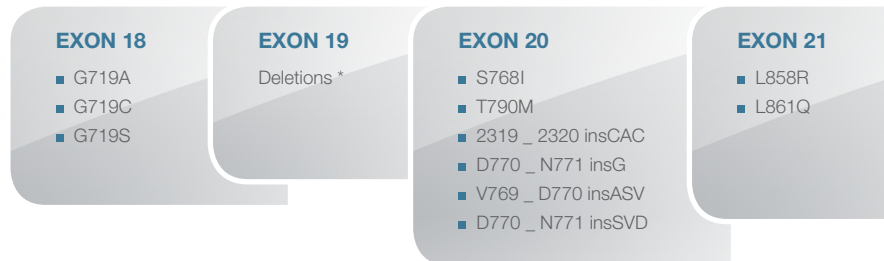 EXON 18
G719A
G719C
G719S
EXON 19
Deletions *
EXON 20
S768I
T790M
2319 _ 2320 insCAC
D770 _ N771 insG
V769 _ D770 insASV
D770 _ N771 insSVD
EXON 21
L858R
L861Q